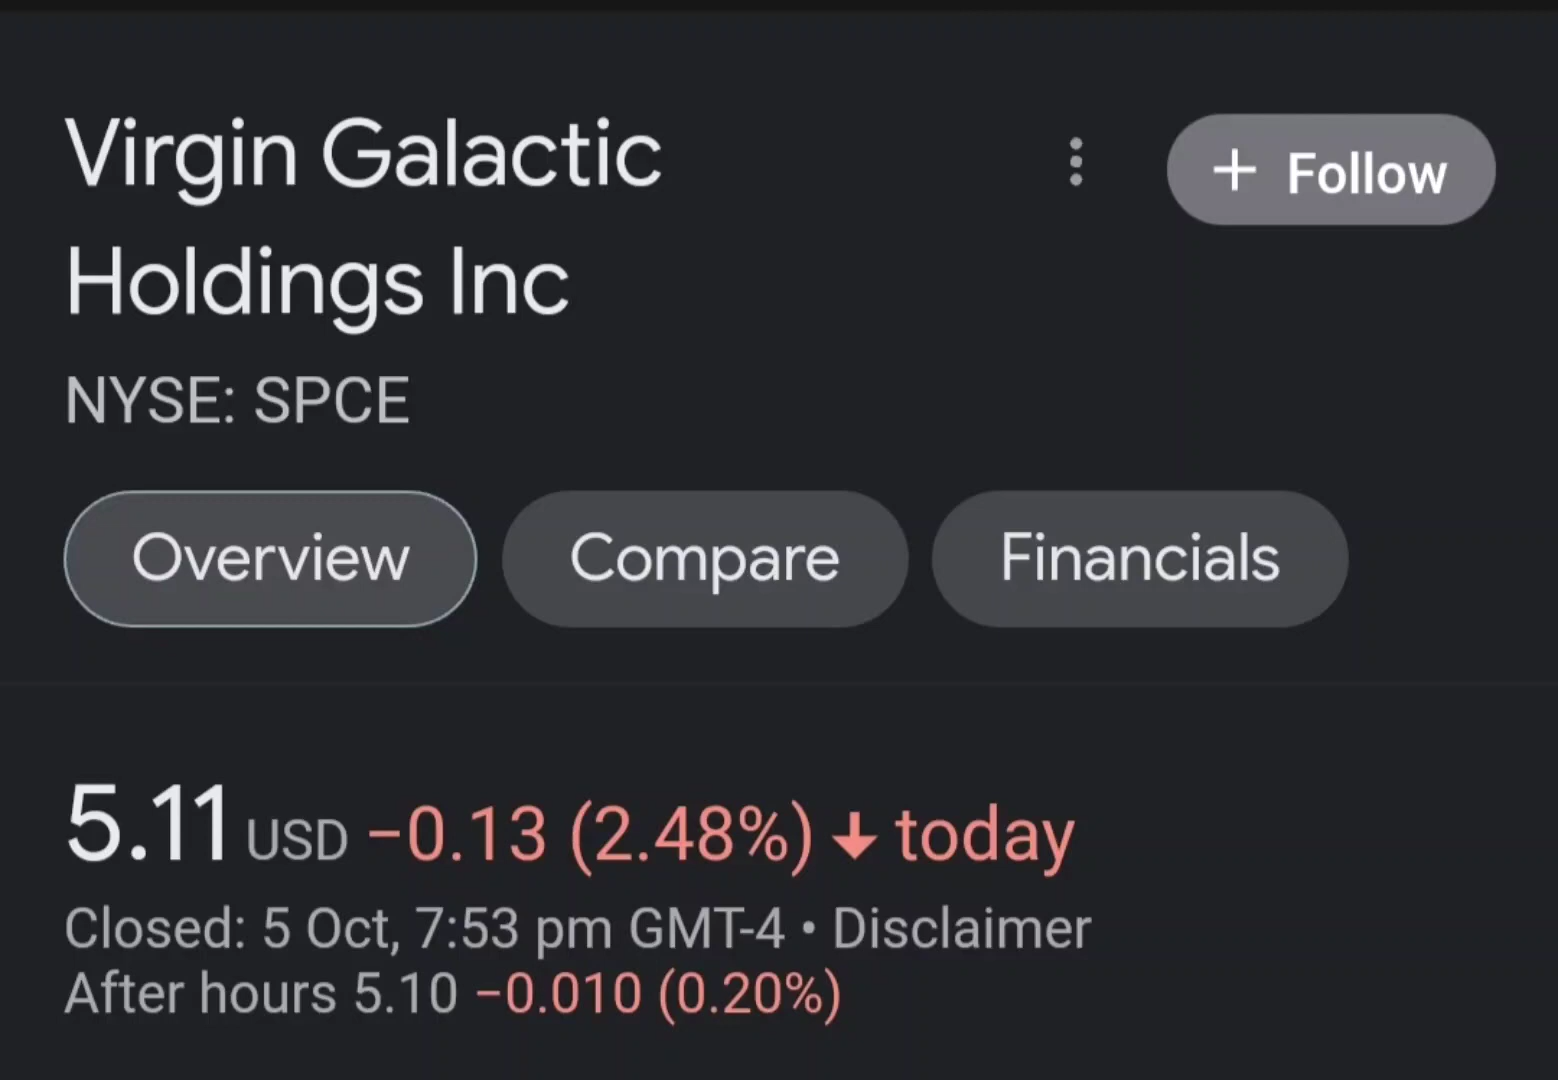 Virgin Galactic
Holdings Inc
+ Follow
NYSE: SPCE
Overview Compare Financials
5.11 USD −0.13 (2.48%) ↓ today
Closed: 5 Oct, 7:53 pm GMT-4 • Disclaimer
After hours 5.10 −0.010 (0.20%)